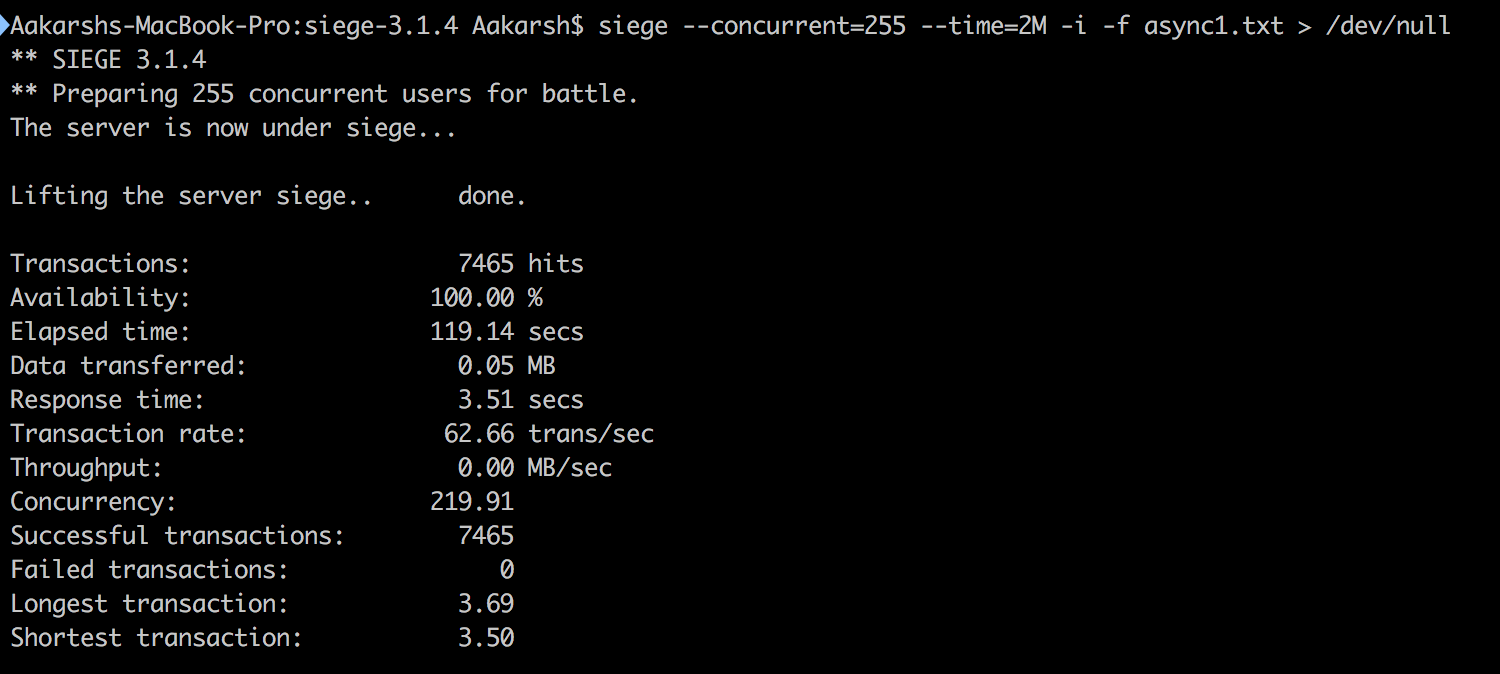 Aakarshs-MacBook-Pro:siege-3.1.4 Aakarsh$ siege --concurrent=255 --time=2M -i -f async1.txt > /dev/null
** SIEGE 3.1.4
** Preparing 255 concurrent users for battle.
The server is now under siege...
Lifting the server siege..      done.
Transactions:                   7465 hits
Availability:                 100.00 %
Elapsed time:                 119.14 secs
Data transferred:               0.05 MB
Response time:                  3.51 secs
Transaction rate:              62.66 trans/sec
Throughput:                     0.00 MB/sec
Concurrency:                  219.91
Successful transactions:        7465
Failed transactions:               0
Longest transaction:            3.69
Shortest transaction:           3.50